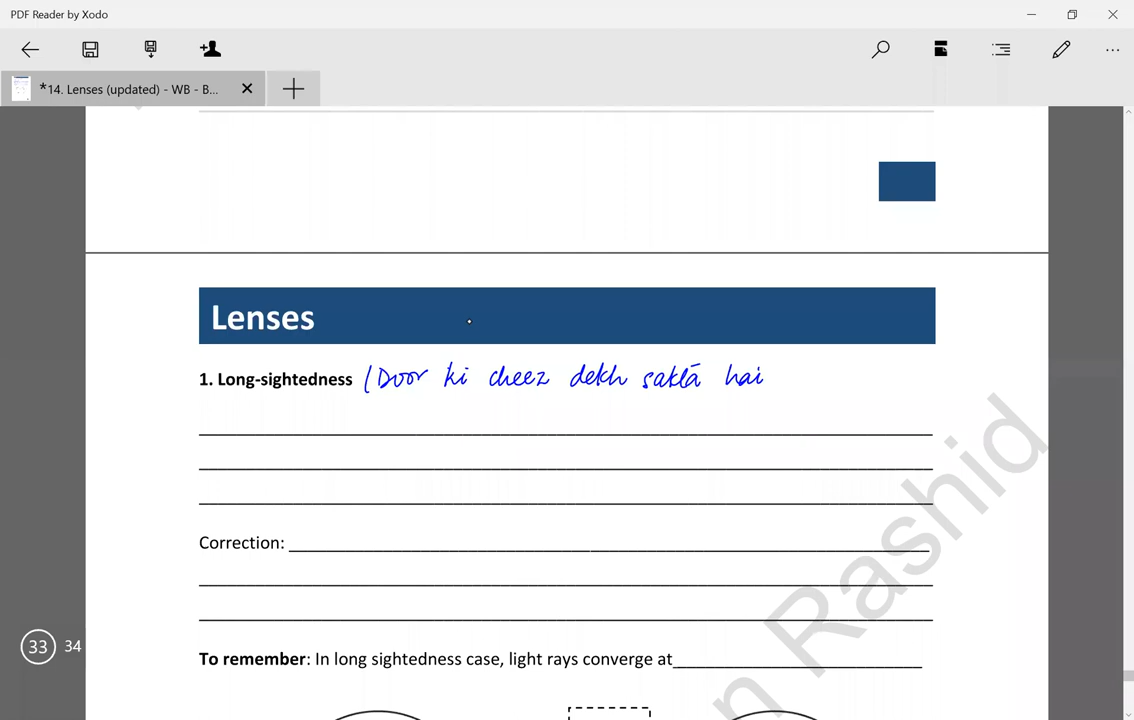 PDF Reader by Xodo
*14. Lenses (updated) - WB - B...
Lenses
1. Long-sightedness (Door ki cheez dekh saktā hai
Correction:
To remember: In long sightedness case, light rays converge at
33 34
n Rashid